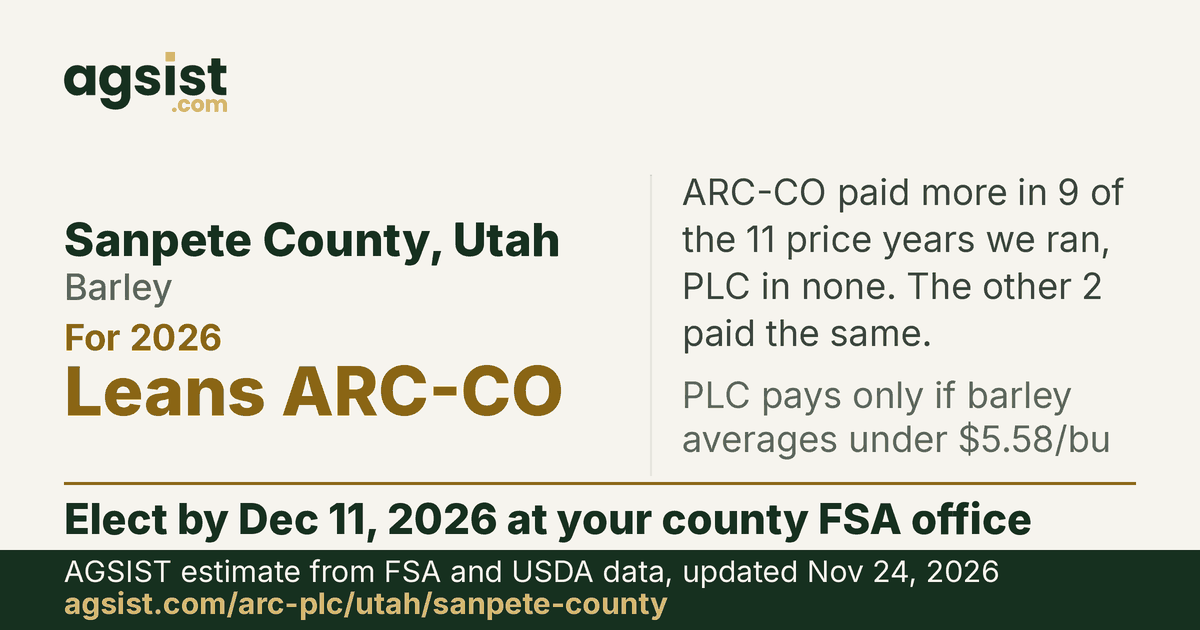 agsist
.com
Sanpete County, Utah
Barley
For 2026
Leans ARC-CO
ARC-CO paid more in 9 of
the 11 price years we ran,
PLC in none. The other 2
paid the same.
PLC pays only if barley
averages under $5.58/bu
Elect by Dec 11, 2026 at your county FSA office
AGSIST estimate from FSA and USDA data, updated Nov 24, 2026
agsist.com/arc-plc/utah/sanpete-county